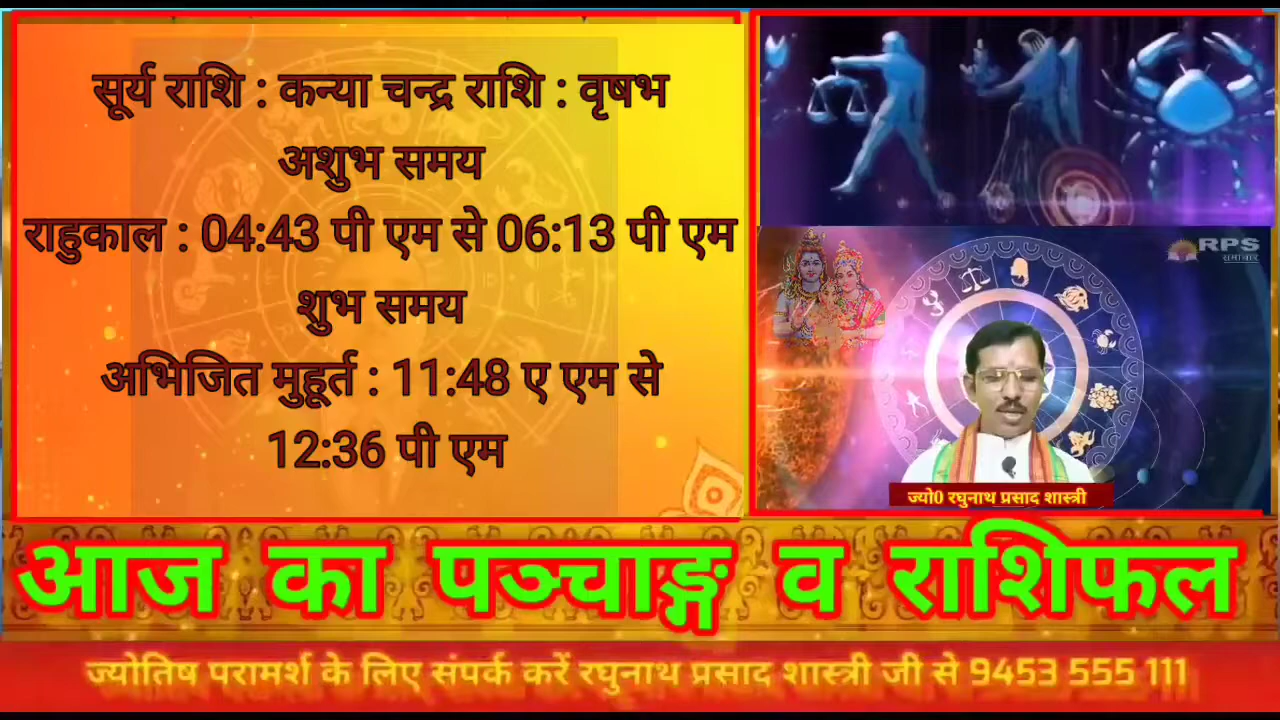 सूर्य राशि : कन्या चन्द्र राशि : वृषभ
अशुभ समय
राहुकाल : 04:43 पी एम से 06:13 पी एम
शुभ समय
अभिजित मुहूर्त : 11:48 ए एम से
12:36 पी एम
RPS
समाचार
ज्यो0 रघुनाथ प्रसाद शास्त्री
आज का पञ्चाङ्ग व राशिफल
ज्योतिष परामर्श के लिए संपर्क करें रघुनाथ प्रसाद शास्त्री जी से 9453 555 111